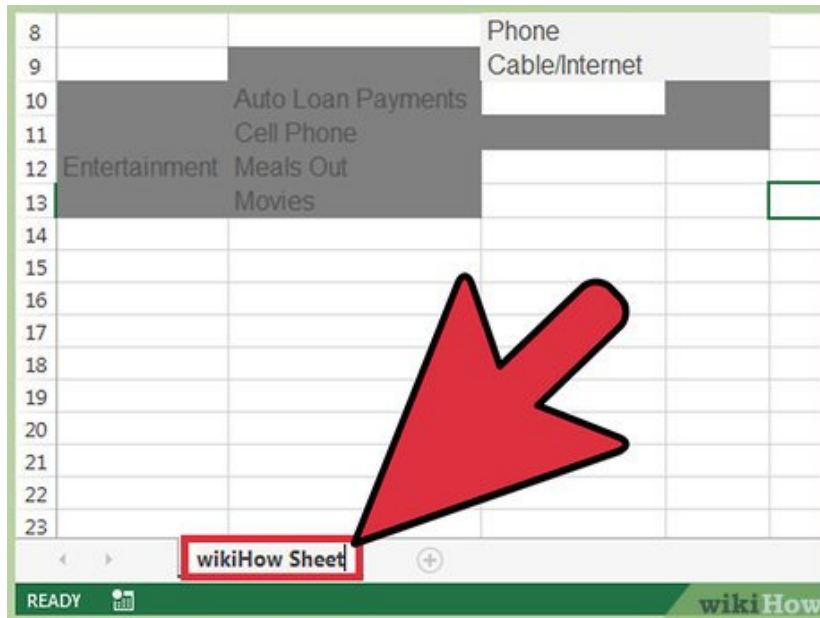 8 Phone
9 Cable/Internet
10 Auto Loan Payments
11 Cell Phone
12 Entertainment Meals Out
13 Movies
14
15
16
17
18
19
20
21
22
23
wikiHow Sheet
READY
wikiHow